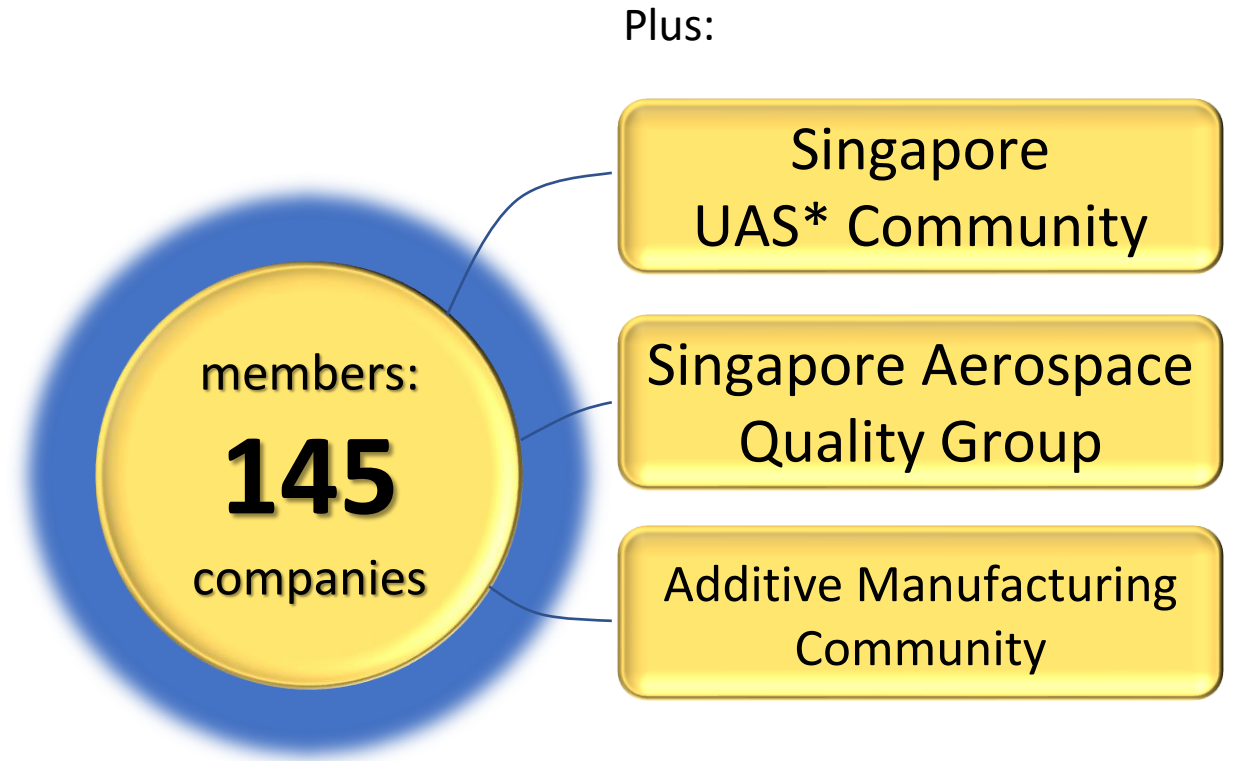 Plus:
Singapore
UAS* Community
members:
145
companies
Singapore Aerospace
Quality Group
Additive Manufacturing
Community